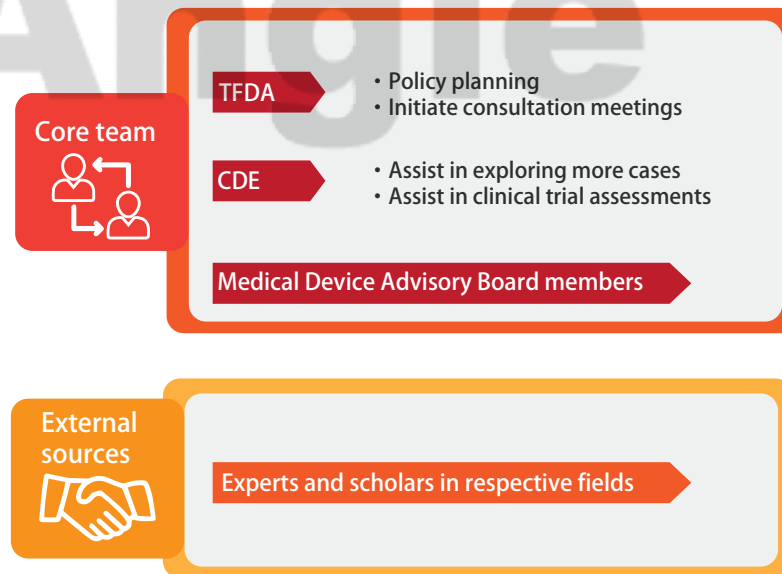 Angle
Core team
TFDA
・Policy planning
・Initiate consultation meetings
CDE
・Assist in exploring more cases
・Assist in clinical trial assessments
Medical Device Advisory Board members
External
sources
Experts and scholars in respective fields